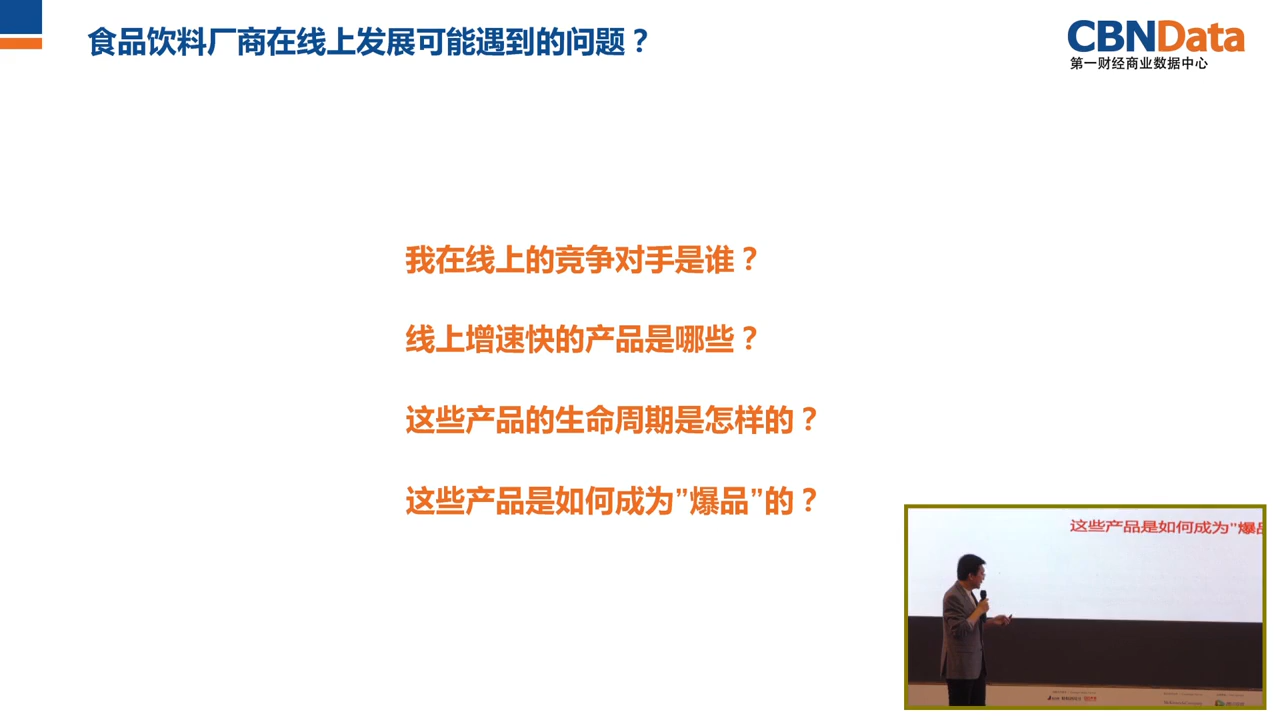 食品饮料厂商在线上发展可能遇到的问题？
CBNData
第一财经商业数据中心
我在线上的竞争对手是谁？
线上增速快的产品是哪些？
这些产品的生命周期是怎样的？
这些产品是如何成为”爆品”的？
这些产品是如何成为"爆品